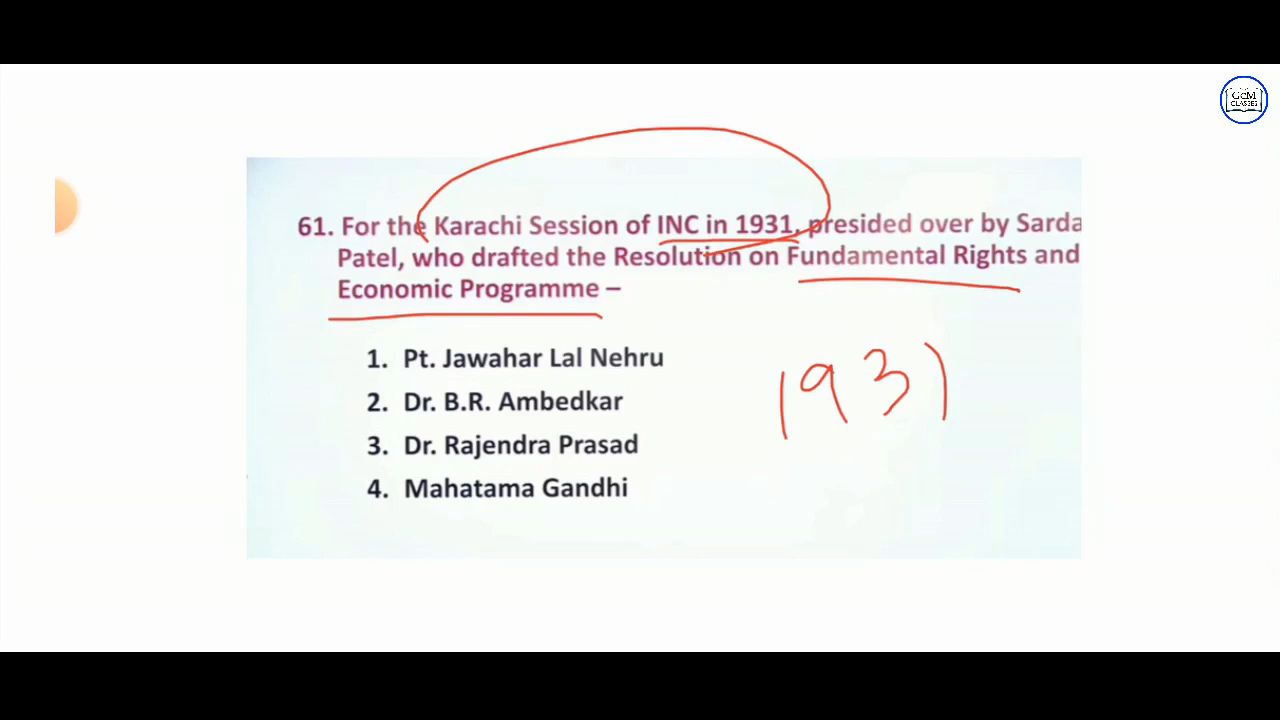 GCM
CLASSES
61. For the Karachi Session of INC in 1931, presided over by Sarda
Patel, who drafted the Resolution on Fundamental Rights and
Economic Programme –
1. Pt. Jawahar Lal Nehru
1931
2. Dr. B.R. Ambedkar
3. Dr. Rajendra Prasad
4. Mahatama Gandhi